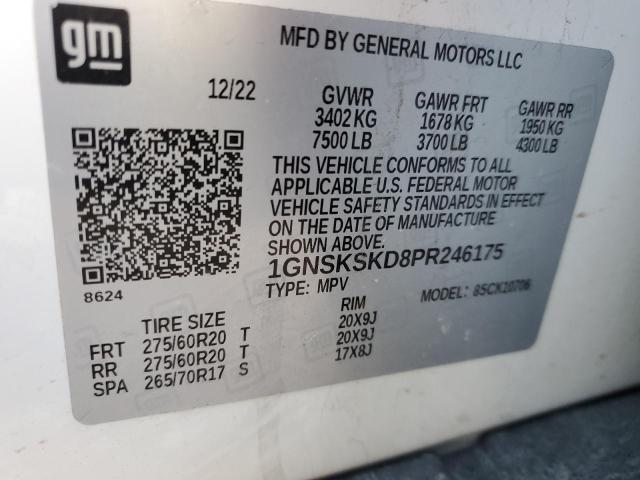 gm
MFD BY GENERAL MOTORS LLC
12/22 GVWR GAWR FRT GAWR RR
3402 KG 1678 KG 1950 KG
7500 LB 3700 LB 4300 LB
THIS VEHICLE CONFORMS TO ALL
APPLICABLE U.S. FEDERAL MOTOR
VEHICLE SAFETY STANDARDS IN EFFECT
ON THE DATE OF MANUFACTURE
SHOWN ABOVE.
1GNSKSKD8PR246175
8624
TYPE: MPV MODEL: 85CK10706
TIRE SIZE RIM
FRT 275/60R20 T 20X9J
RR 275/60R20 T 20X9J
SPA 265/70R17 S 17X8J